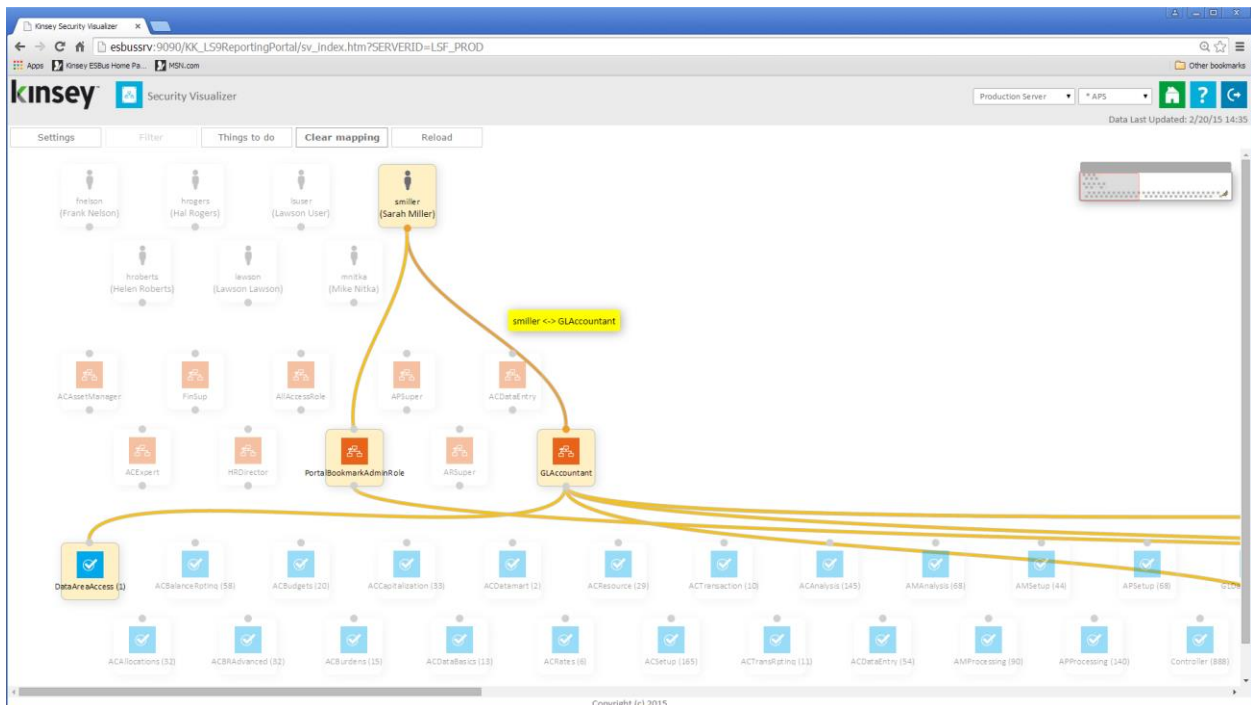 Kinsey Security Visualizer
esbussrv:9090/KK_LS9ReportingPortal/sv_index.htm?SERVERID=LSF_PROD
Apps Kinsey ESBus Home Pa... MSN.com Other bookmarks
kinsey Security Visualizer Production Server * APS ?
Data Last Updated: 2/20/15 14:35
Settings Filter Things to do Clear mapping Reload
fnelson hrogers lsuser smiller
(Frank Nelson) (Hal Rogers) (Lawson User) (Sarah Miller)
hroberts lawson mnitka
(Helen Roberts) (Lawson Lawson) (Mike Nitka)
smiller <-> GLAccountant
ACAssetManager FinSup AllAccessRole APSuper ACDataEntry
ACExpert HRDirector PortalBookmarkAdminRole ARSuper GLAccountant
DataAreaAccess (1) ACBalanceRpting (58) ACBudgets (20) ACCapitalization (33) ACDatamart (2) ACResource (29) ACTransaction (10) ACAnalysis (145) AMAnalysis (68) AMSetup (44) APSetup (68)
ACAllocations (32) ACBRAdvanced (82) ACBurdens (15) ACDataBasics (13) ACRates (6) ACSetup (165) ACTransRpting (11) ACDataEntry (54) AMProcessing (90) APProcessing (140) Controller (888)
Copyright (c) 2015